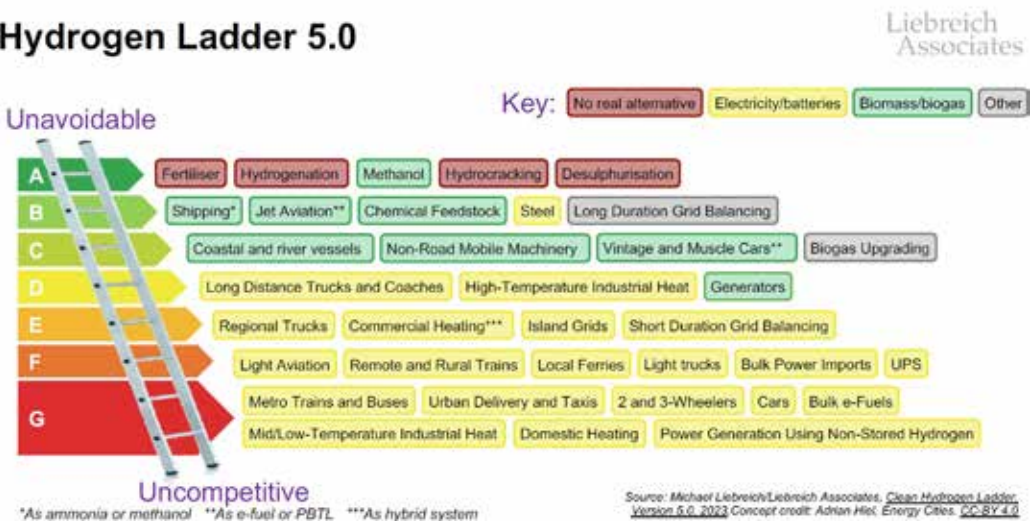 Hydrogen Ladder 5.0
Liebreich
Associates
Key: No real alternative Electricity/batteries Biomass/biogas Other
Unavoidable
A Fertiliser Hydrogenation Methanol Hydrocracking Desulphurisation
B Shipping* Jet Aviation** Chemical Feedstock Steel Long Duration Grid Balancing
C Coastal and river vessels Non-Road Mobile Machinery Vintage and Muscle Cars** Biogas Upgrading
D Long Distance Trucks and Coaches High-Temperature Industrial Heat Generators
E Regional Trucks Commercial Heating*** Island Grids Short Duration Grid Balancing
F Light Aviation Remote and Rural Trains Local Ferries Light trucks Bulk Power Imports UPS
G Metro Trains and Buses Urban Delivery and Taxis 2 and 3-Wheelers Cars Bulk e-Fuels
Mid/Low-Temperature Industrial Heat Domestic Heating Power Generation Using Non-Stored Hydrogen
Uncompetitive
*As ammonia or methanol **As e-fuel or PBTL ***As hybrid system
Source: Michael Liebreich/Liebreich Associates, Clean Hydrogen Ladder,
Version 5.0, 2023 Concept credit: Adrian Hiel, Energy Cities. CC-BY 4.0